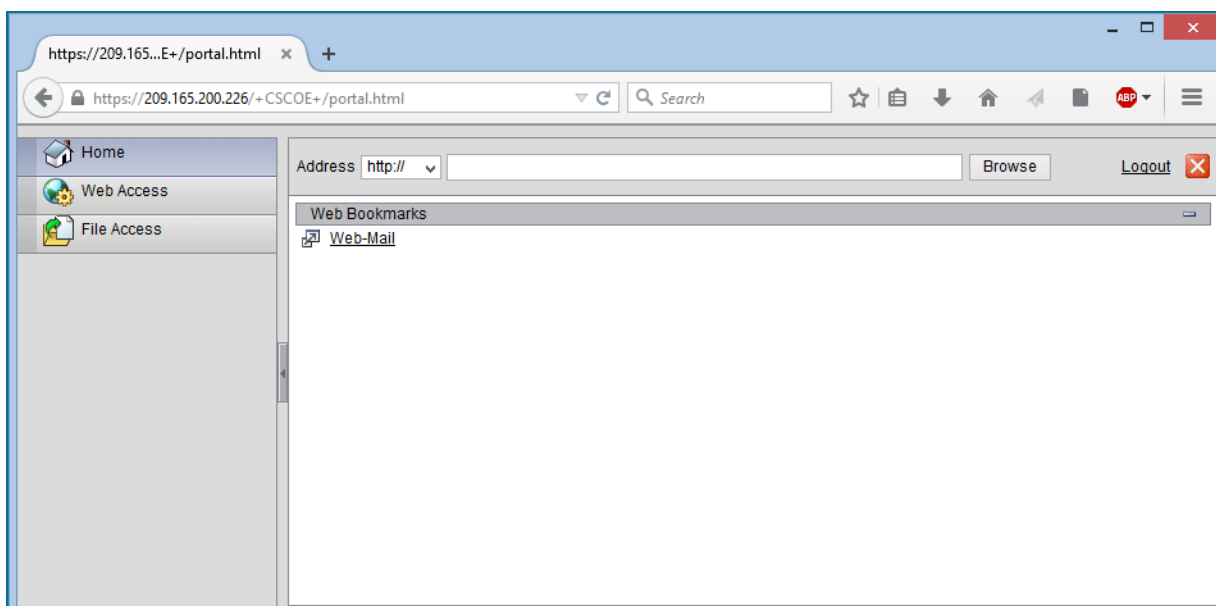 https://209.165...E+/portal.html
https://209.165.200.226/+CSCOE+/portal.html
Search
ABP
Home
Web Access
File Access
Address http:// Browse Logout
Web Bookmarks
Web-Mail